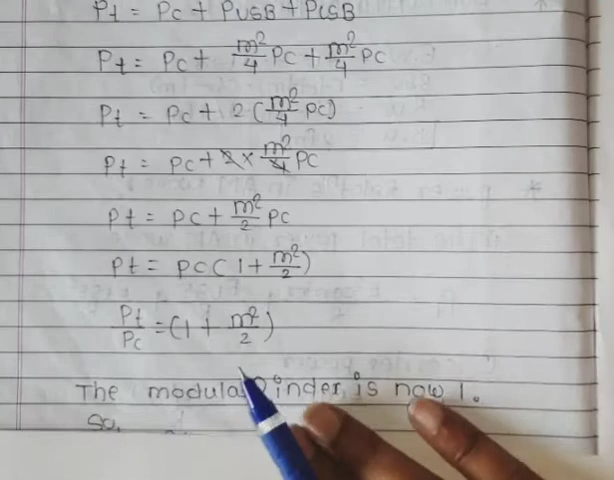 Pt = Pc + PUSB + PLSB
Pt = Pc + m²/4 Pc + m²/4 Pc
Pt = Pc + 2 (m²/4 Pc)
Pt = Pc + 2 × m²/4 Pc
Pt = Pc + m²/2 Pc
Pt = Pc (1 + m²/2)
Pt/Pc = (1 + m²/2)
The inder is now 1.
So,